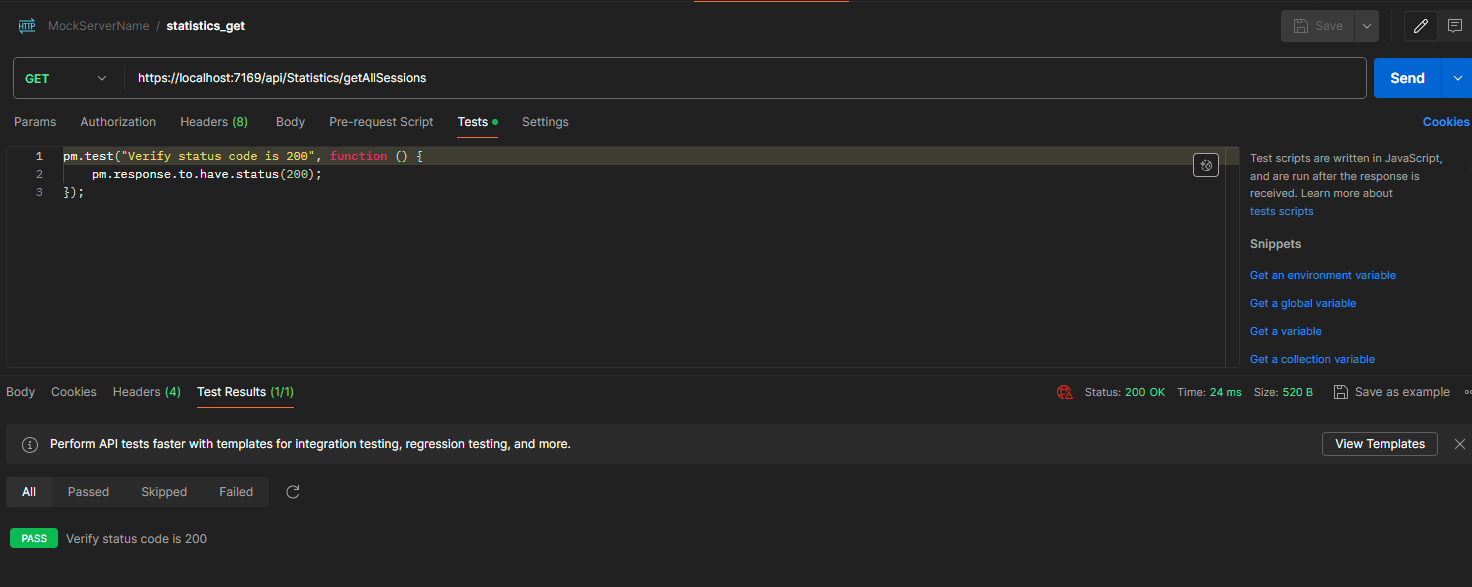 HTTP MockServerName / statistics_get Save
GET https://localhost:7169/api/Statistics/getAllSessions Send
Params Authorization Headers (8) Body Pre-request Script Tests Settings Cookies
1 pm.test("Verify status code is 200", function () {
2 pm.response.to.have.status(200);
3 });
Test scripts are written in JavaScript,
and are run after the response is
received. Learn more about
tests scripts
Snippets
Get an environment variable
Get a global variable
Get a variable
Get a collection variable
Body Cookies Headers (4) Test Results (1/1) Status: 200 OK Time: 24 ms Size: 520 B Save as example
Perform API tests faster with templates for integration testing, regression testing, and more. View Templates
All Passed Skipped Failed
PASS Verify status code is 200